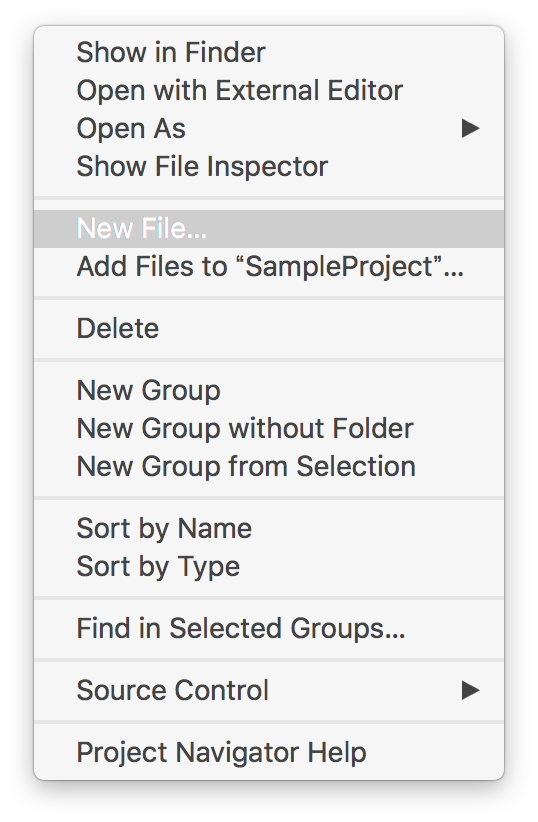 Show in Finder
Open with External Editor
Open As
Show File Inspector
New File...
Add Files to “SampleProject”...
Delete
New Group
New Group without Folder
New Group from Selection
Sort by Name
Sort by Type
Find in Selected Groups...
Source Control
Project Navigator Help